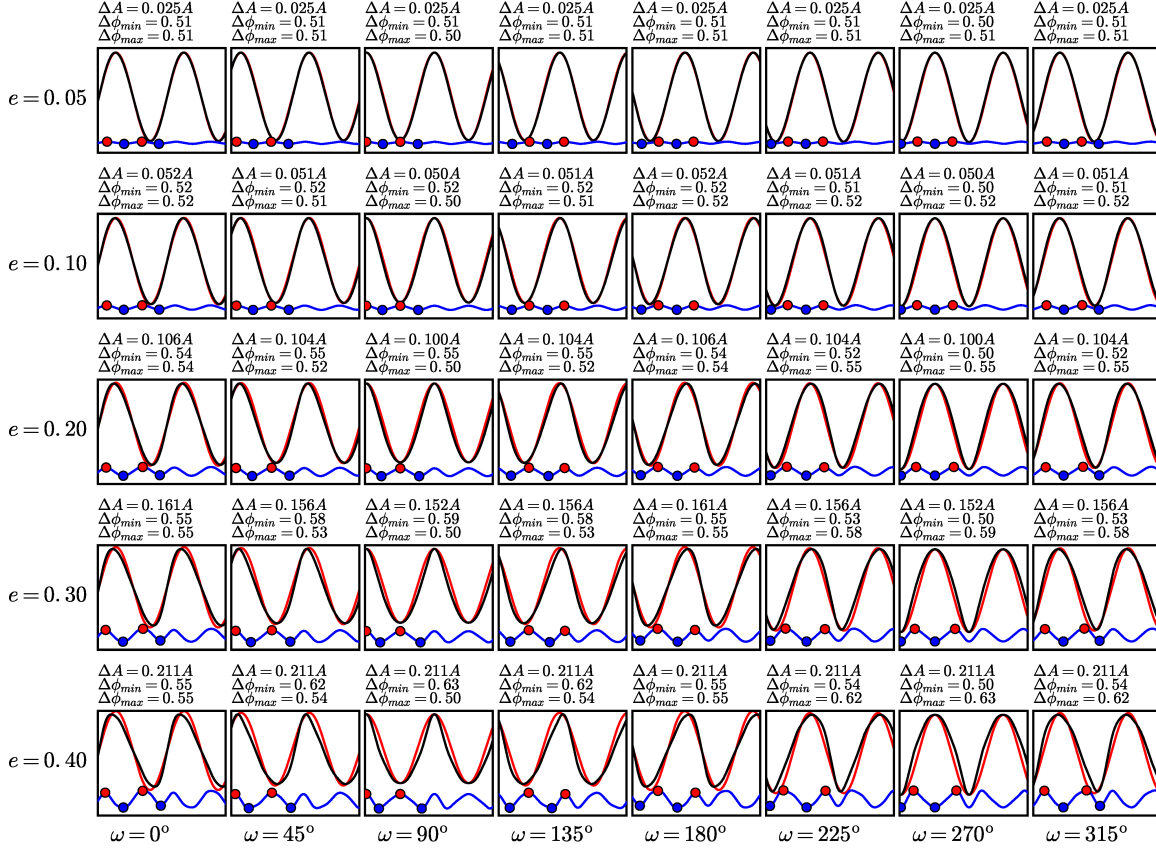 ΔA = 0.025A ΔA = 0.025A ΔA = 0.025A ΔA = 0.025A ΔA = 0.025A ΔA = 0.025A ΔA = 0.025A ΔA = 0.025A
Δϕmin = 0.51 Δϕmin = 0.51 Δϕmin = 0.51 Δϕmin = 0.51 Δϕmin = 0.51 Δϕmin = 0.51 Δϕmin = 0.50 Δϕmin = 0.51
Δϕmax = 0.51 Δϕmax = 0.51 Δϕmax = 0.50 Δϕmax = 0.51 Δϕmax = 0.51 Δϕmax = 0.51 Δϕmax = 0.51 Δϕmax = 0.51
e = 0.05
ΔA = 0.052A ΔA = 0.051A ΔA = 0.050A ΔA = 0.051A ΔA = 0.052A ΔA = 0.051A ΔA = 0.050A ΔA = 0.051A
Δϕmin = 0.52 Δϕmin = 0.52 Δϕmin = 0.52 Δϕmin = 0.52 Δϕmin = 0.52 Δϕmin = 0.51 Δϕmin = 0.50 Δϕmin = 0.51
Δϕmax = 0.52 Δϕmax = 0.51 Δϕmax = 0.50 Δϕmax = 0.51 Δϕmax = 0.52 Δϕmax = 0.52 Δϕmax = 0.52 Δϕmax = 0.52
e = 0.10
ΔA = 0.106A ΔA = 0.104A ΔA = 0.100A ΔA = 0.104A ΔA = 0.106A ΔA = 0.104A ΔA = 0.100A ΔA = 0.104A
Δϕmin = 0.54 Δϕmin = 0.55 Δϕmin = 0.55 Δϕmin = 0.55 Δϕmin = 0.54 Δϕmin = 0.52 Δϕmin = 0.50 Δϕmin = 0.52
Δϕmax = 0.54 Δϕmax = 0.52 Δϕmax = 0.50 Δϕmax = 0.52 Δϕmax = 0.54 Δϕmax = 0.55 Δϕmax = 0.55 Δϕmax = 0.55
e = 0.20
ΔA = 0.161A ΔA = 0.156A ΔA = 0.152A ΔA = 0.156A ΔA = 0.161A ΔA = 0.156A ΔA = 0.152A ΔA = 0.156A
Δϕmin = 0.55 Δϕmin = 0.58 Δϕmin = 0.59 Δϕmin = 0.58 Δϕmin = 0.55 Δϕmin = 0.53 Δϕmin = 0.50 Δϕmin = 0.53
Δϕmax = 0.55 Δϕmax = 0.53 Δϕmax = 0.50 Δϕmax = 0.53 Δϕmax = 0.55 Δϕmax = 0.58 Δϕmax = 0.59 Δϕmax = 0.58
e = 0.30
ΔA = 0.211A ΔA = 0.211A ΔA = 0.211A ΔA = 0.211A ΔA = 0.211A ΔA = 0.211A ΔA = 0.211A ΔA = 0.211A
Δϕmin = 0.55 Δϕmin = 0.62 Δϕmin = 0.63 Δϕmin = 0.62 Δϕmin = 0.55 Δϕmin = 0.54 Δϕmin = 0.50 Δϕmin = 0.54
Δϕmax = 0.55 Δϕmax = 0.54 Δϕmax = 0.50 Δϕmax = 0.54 Δϕmax = 0.55 Δϕmax = 0.62 Δϕmax = 0.63 Δϕmax = 0.62
e = 0.40
ω = 0° ω = 45° ω = 90° ω = 135° ω = 180° ω = 225° ω = 270° ω = 315°